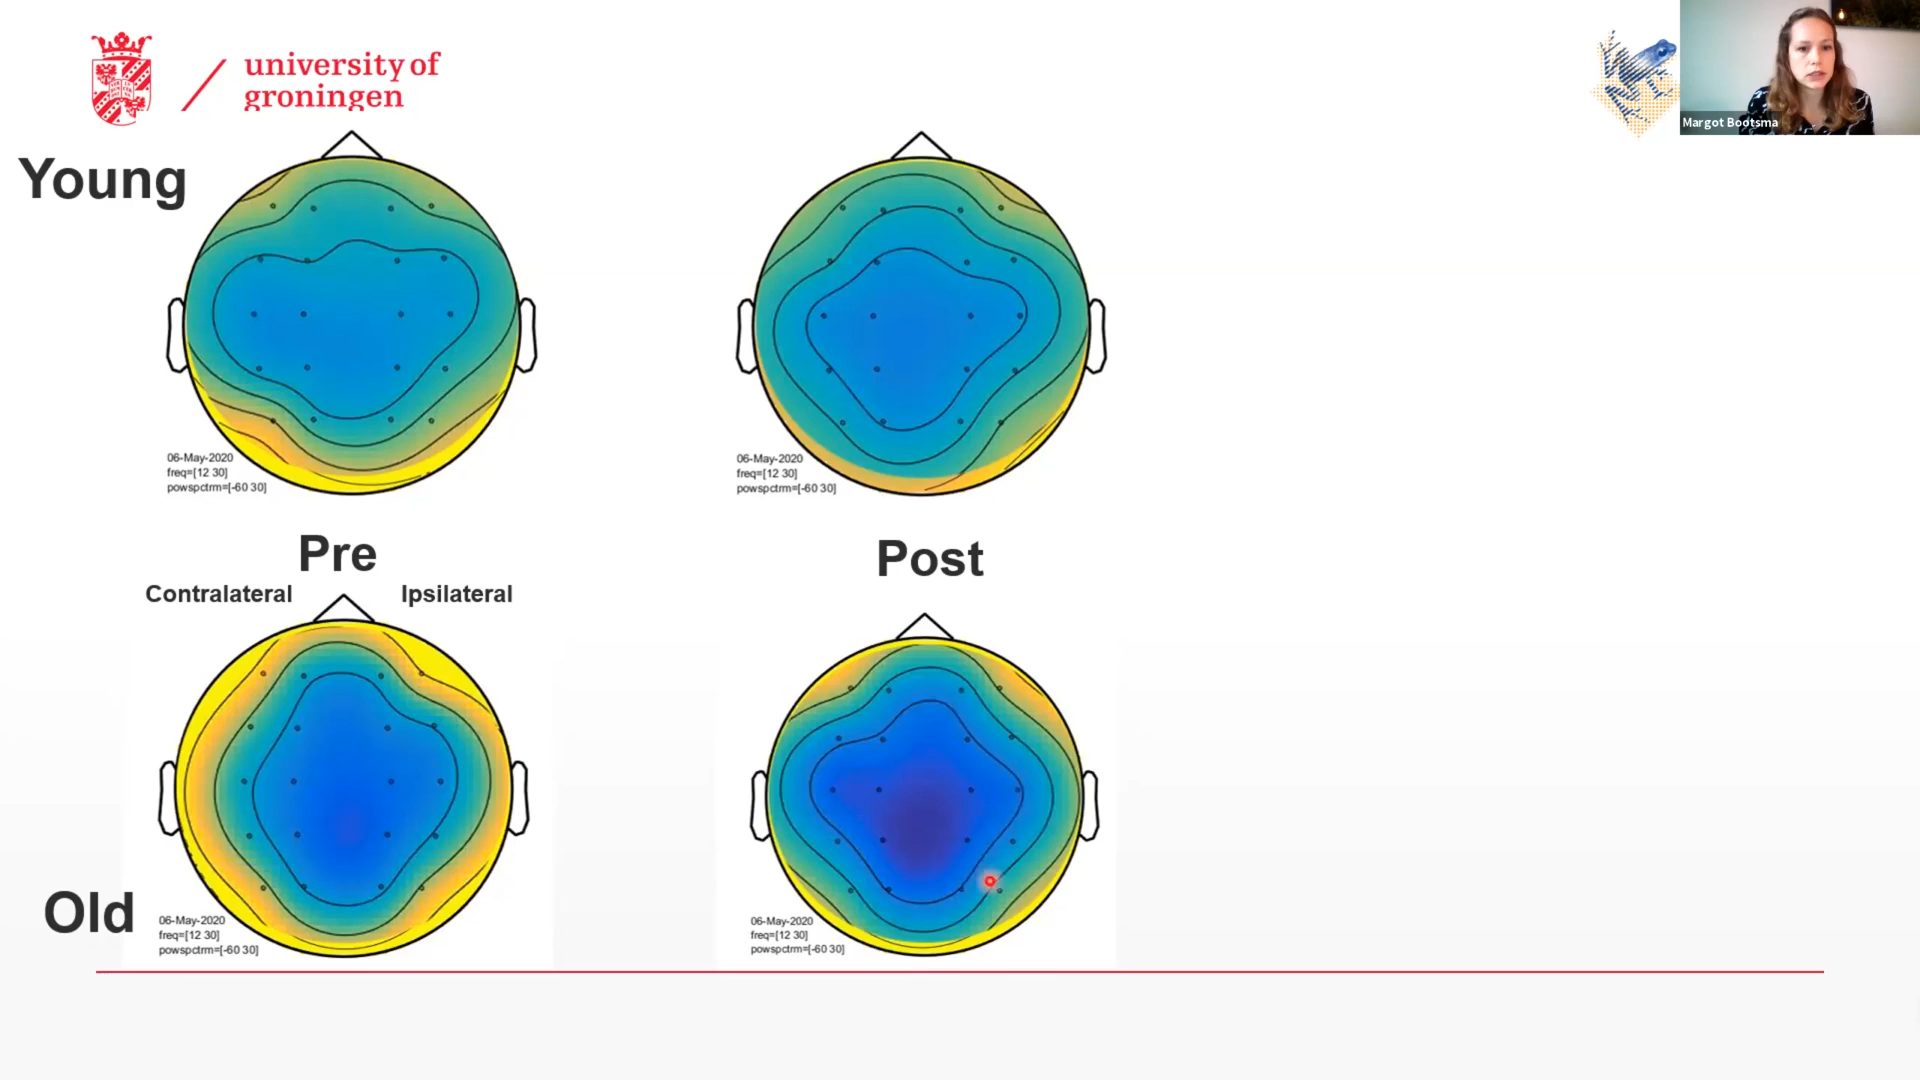 university of
groningen
Margot Bootsma
Young
06-May-2020
freq=[12 30]
powspctrm=[-60 30]
06-May-2020
freq=[12 30]
powspctrm=[-60 30]
Pre
Post
Contralateral
Ipsilateral
Old
06-May-2020
freq=[12 30]
powspctrm=[-60 30]
06-May-2020
freq=[12 30]
powspctrm=[-60 30]